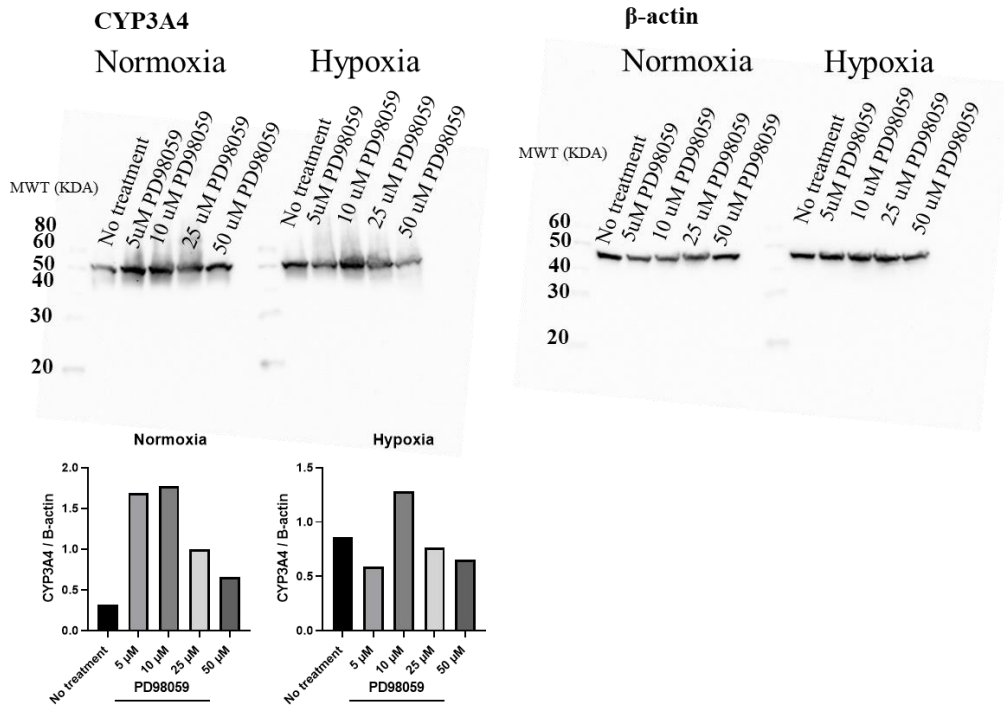 CYP3A4
Normoxia
Hypoxia
No treatment
5uM PD98059
10 uM PD98059
25 uM PD98059
50 uM PD98059
No treatment
5uM PD98059
10 uM PD98059
25 uM PD98059
50 uM PD98059
MWT (KDA)
80
60
50
40
30
20
β-actin
Normoxia
Hypoxia
No treatment
5uM PD98059
10 uM PD98059
25 uM PD98059
50 uM PD98059
No treatment
5uM PD98059
10 uM PD98059
25 uM PD98059
50 uM PD98059
MWT (KDA)
60
50
40
30
20
Normoxia
CYP3A4 / B-actin
2.0
1.5
1.0
0.5
0.0
No treatment
5 μM
10 μM
25 μM
50 μM
PD98059
Hypoxia
CYP3A4 / B-actin
1.5
1.0
0.5
0.0
No treatment
5 μM
10 μM
25 μM
50 μM
PD98059